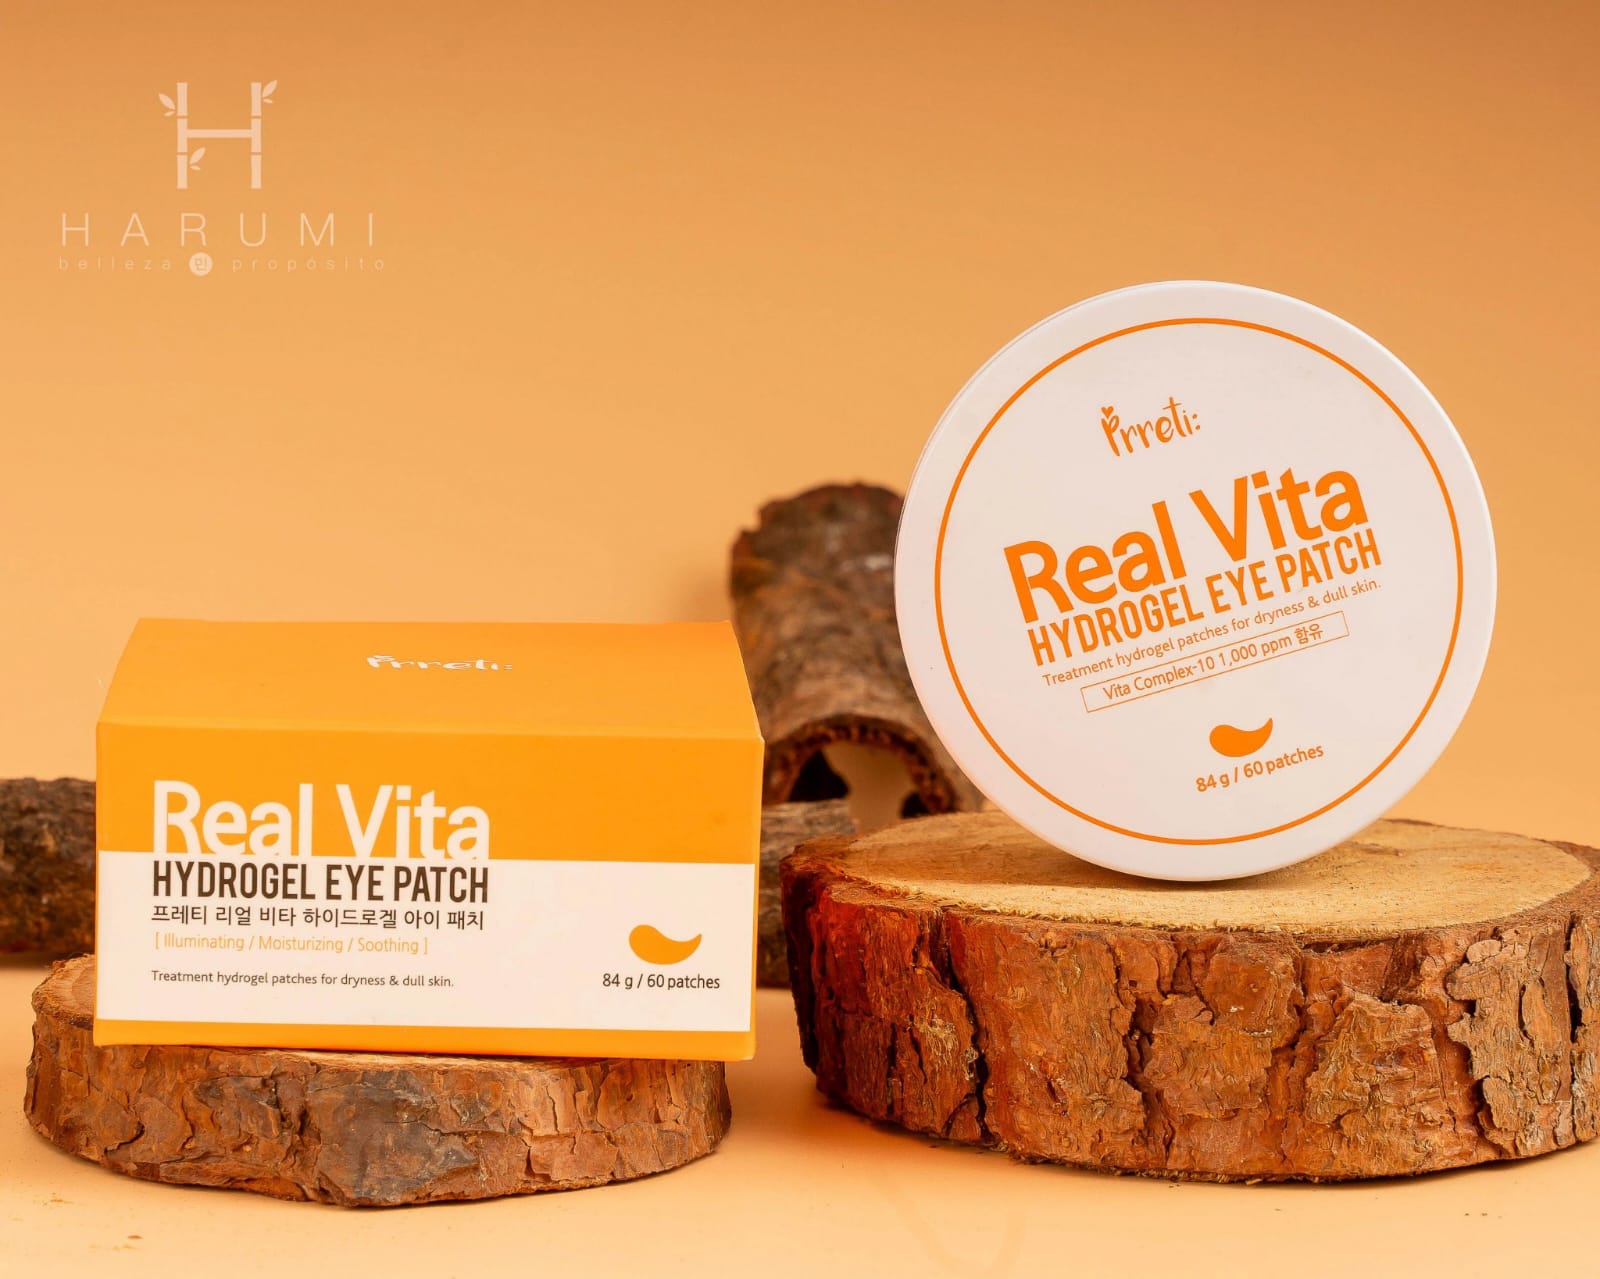 HARUMI
belleza 민 propósito
Prreti:
Real Vita
HYDROGEL EYE PATCH
프레티 리얼 비타 하이드로겔 아이 패치
[ Illuminating / Moisturizing / Soothing ]
Treatment hydrogel patches for dryness & dull skin.
84 g / 60 patches
Prreti:
Real Vita
HYDROGEL EYE PATCH
Treatment hydrogel patches for dryness & dull skin.
Vita Complex-10 1,000 ppm 함유
84 g / 60 patches